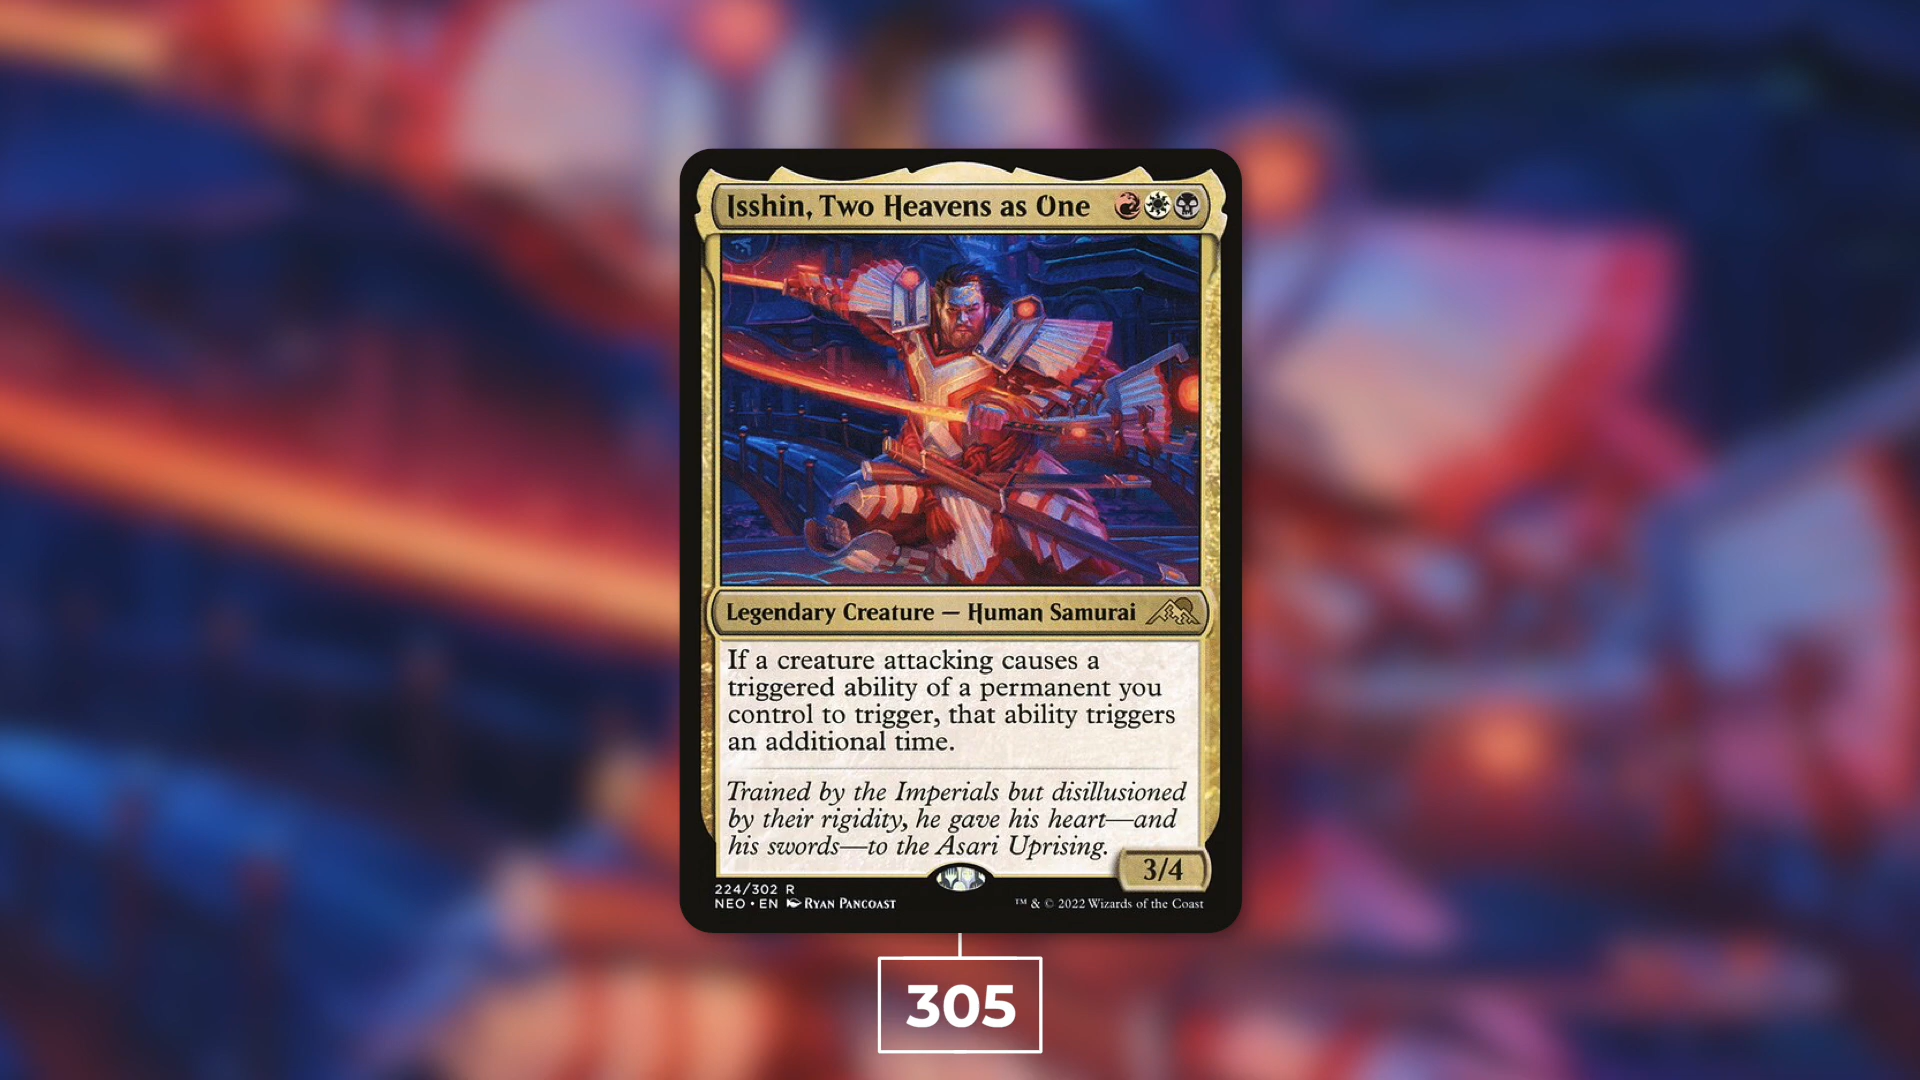 Isshin, Two Heavens as One
Legendary Creature — Human Samurai
If a creature attacking causes a
triggered ability of a permanent you
control to trigger, that ability triggers
an additional time.
Trained by the Imperials but disillusioned
by their rigidity, he gave his heart—and
his swords—to the Asari Uprising.
3/4
224/302 R
NEO • EN Ryan Pancoast
™ & © 2022 Wizards of the Coast
305